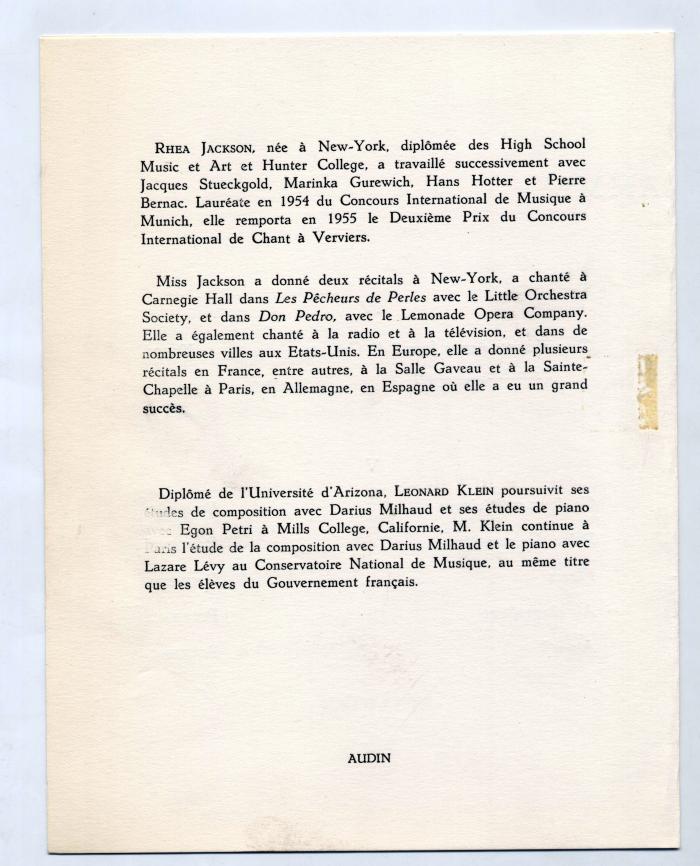 RHEA JACKSON, née à New-York, diplômée des High School
Music et Art et Hunter College, a travaillé successivement avec
Jacques Stueckgold, Marinka Gurewich, Hans Hotter et Pierre
Bernac. Lauréate en 1954 du Concours International de Musique à
Munich, elle remporta en 1955 le Deuxième Prix du Concours
International de Chant à Verviers.
Miss Jackson a donné deux récitals à New-York, a chanté à
Carnegie Hall dans Les Pêcheurs de Perles avec le Little Orchestra
Society, et dans Don Pedro, avec le Lemonade Opera Company.
Elle a également chanté à la radio et à la télévision, et dans de
nombreuses villes aux Etats-Unis. En Europe, elle a donné plusieurs
récitals en France, entre autres, à la Salle Gaveau et à la Sainte-
Chapelle à Paris, en Allemagne, en Espagne où elle a eu un grand
succès.
Diplômé de l'Université d'Arizona, LEONARD KLEIN poursuivit ses
études de composition avec Darius Milhaud et ses études de piano
avec Egon Petri à Mills College, Californie, M. Klein continue à
Paris l'étude de la composition avec Darius Milhaud et le piano avec
Lazare Lévy au Conservatoire National de Musique, au même titre
que les élèves du Gouvernement français.
AUDIN